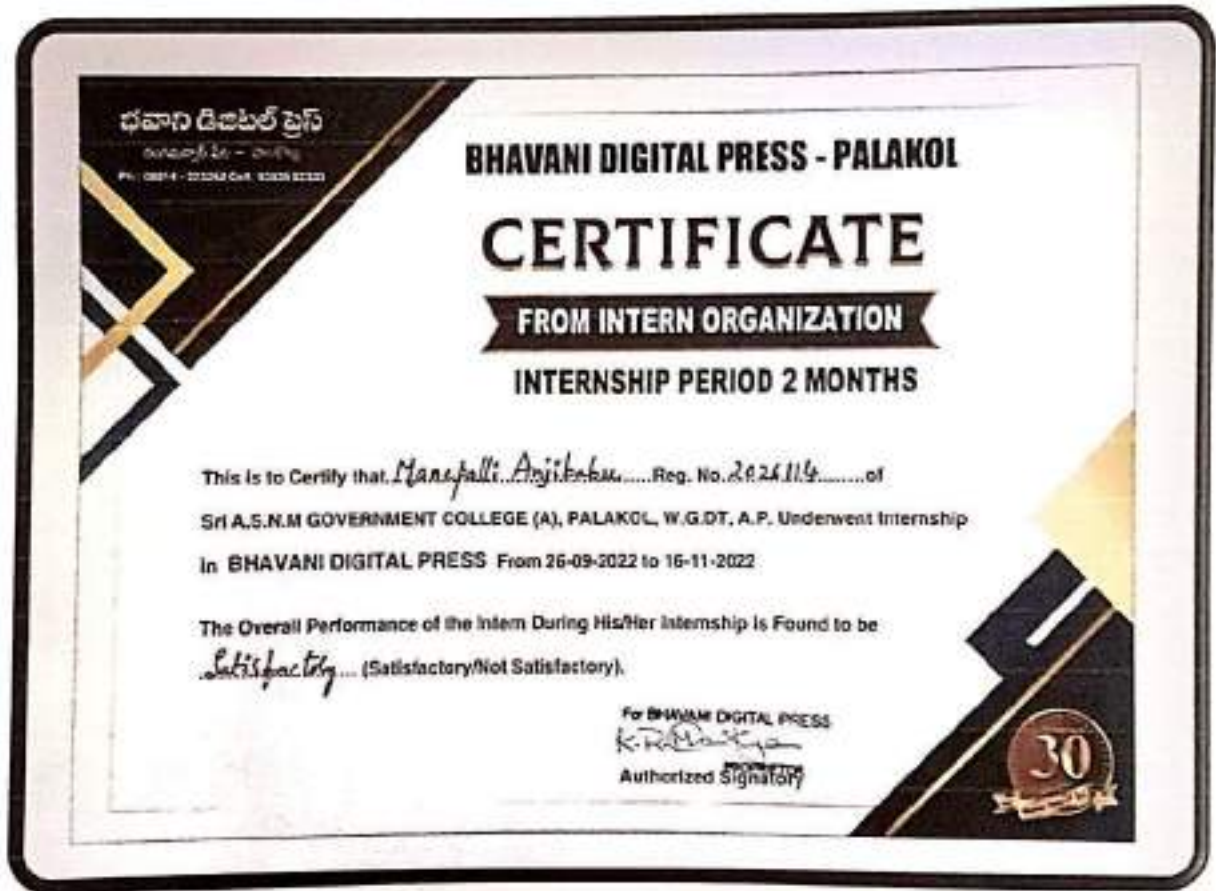 భవాని డిజిటల్ ప్రెస్
BHAVANI DIGITAL PRESS - PALAKOL
CERTIFICATE
FROM INTERN ORGANIZATION
INTERNSHIP PERIOD 2 MONTHS
This is to Certify that. Manepalli Anjibabu......Reg. No. 2026114.........of
Sri A.S.N.M GOVERNMENT COLLEGE (A), PALAKOL, W.G.DT, A.P. Underwent Internship
in BHAVANI DIGITAL PRESS From 26-09-2022 to 16-11-2022
The Overall Performance of the Intern During His/Her Internship is Found to be
Satisfactory... (Satisfactory/Not Satisfactory).
For BHAVANI DIGITAL PRESS
PROPRIETOR
Authorized Signatory
30